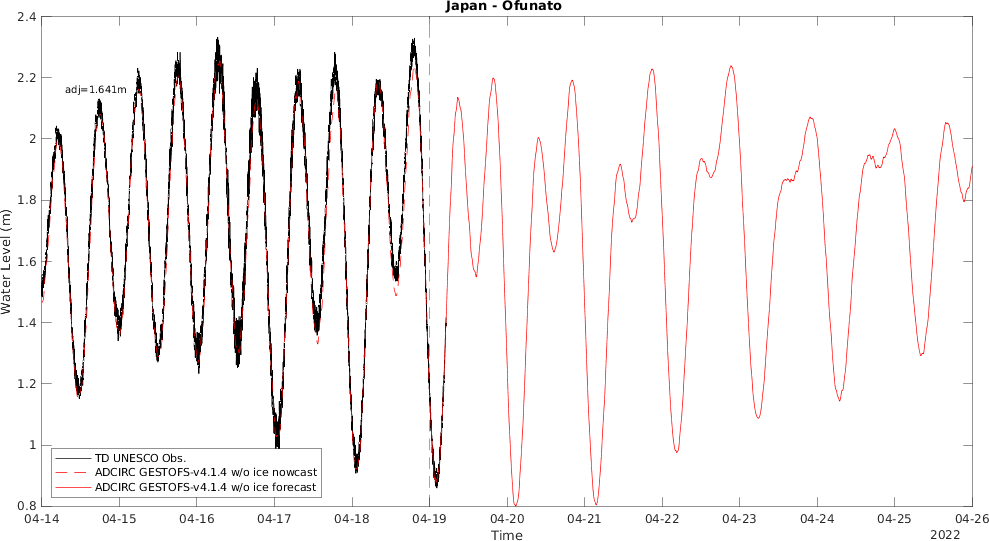 Japan - Ofunato
2.4
2.2
2
1.8
1.6
1.4
1.2
1
0.8
Water Level (m)
adj=1.641m
TD UNESCO Obs.
ADCIRC GESTOFS-v4.1.4 w/o ice nowcast
ADCIRC GESTOFS-v4.1.4 w/o ice forecast
04-14 04-15 04-16 04-17 04-18 04-19 04-20 04-21 04-22 04-23 04-24 04-25 04-26
Time
2022